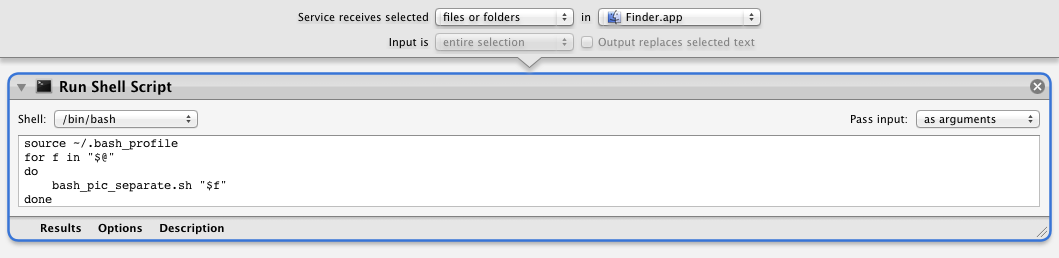 Service receives selected files or folders in Finder.app
Input is entire selection Output replaces selected text
Run Shell Script
Shell: /bin/bash Pass input: as arguments
source ~/.bash_profile
for f in "$@"
do
    bash_pic_separate.sh "$f"
done
Results Options Description